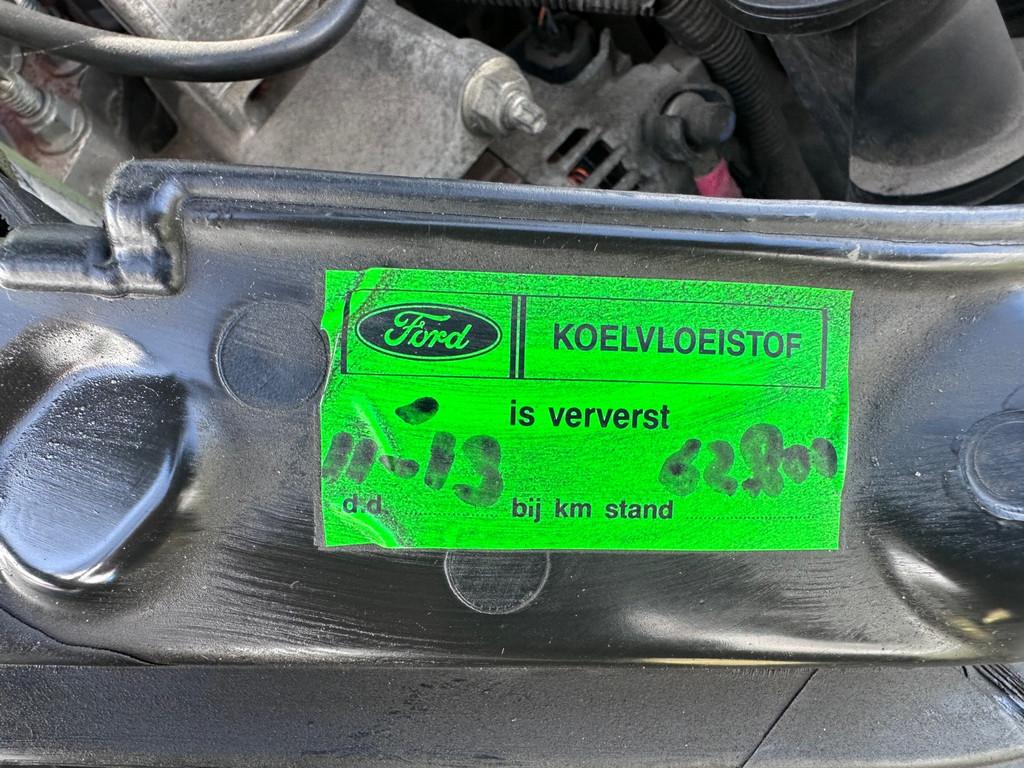 Ford KOELVLOEISTOF
is ververst
11-13 62800
d.d. bij km stand